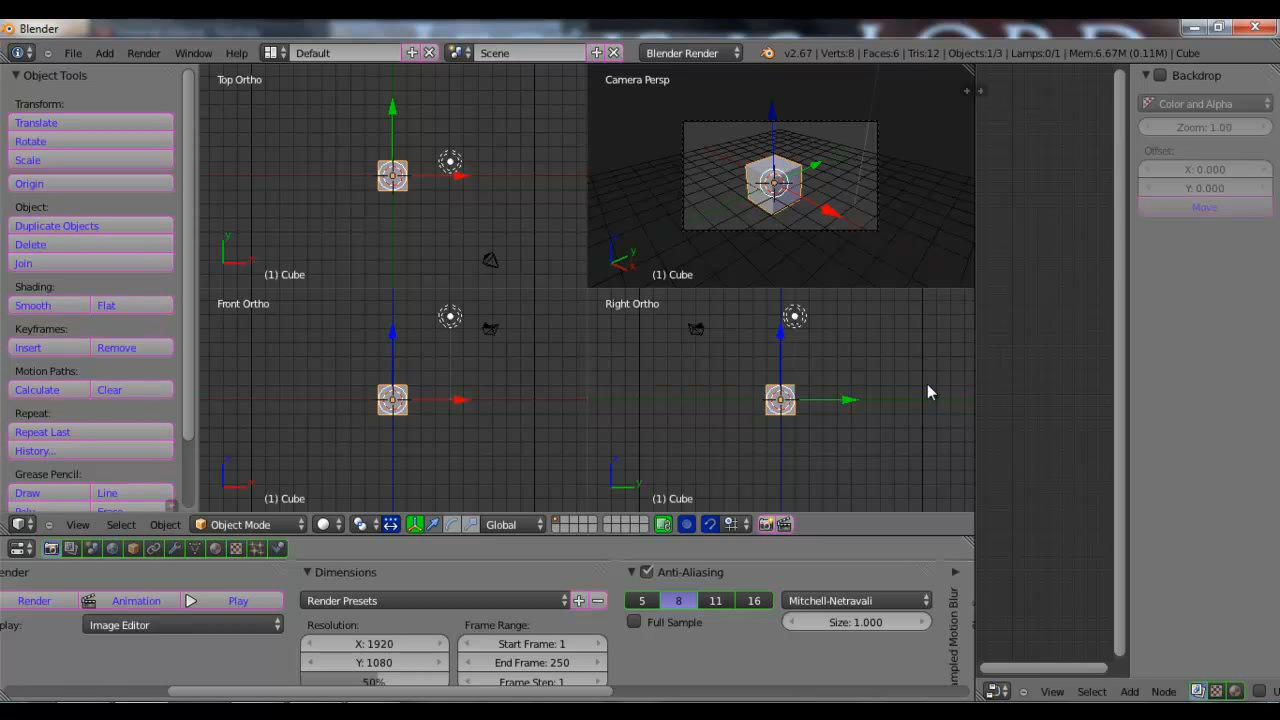 Blender
File Add Render Window Help Default Scene Blender Render v2.67 | Verts:8 | Faces:6 | Tris:12 | Objects:1/3 | Lamps:0/1 | Mem:6.67M (0.11M) | Cube
Object Tools
Transform:
Translate
Rotate
Scale
Origin
Object:
Duplicate Objects
Delete
Join
Shading:
Smooth Flat
Keyframes:
Insert Remove
Motion Paths:
Calculate Clear
Repeat:
Repeat Last
History...
Grease Pencil:
Draw Line
Top Ortho
y
x
(1) Cube
Camera Persp
y
x
(1) Cube
Front Ortho
z
x
(1) Cube
Right Ortho
z
y
(1) Cube
Backdrop
Color and Alpha
Zoom: 1.00
Offset:
X: 0.000
Y: 0.000
Move
View Select Object Object Mode Global
ender
Render Animation Play
play: Image Editor
Dimensions
Render Presets
Resolution:
X: 1920
Y: 1080
50%
Frame Range:
Start Frame: 1
End Frame: 250
Frame Step: 1
Anti-Aliasing
5 8 11 16 Mitchell-Netravali
Full Sample Size: 1.000
ampled Motion Blur
View Select Add Node U